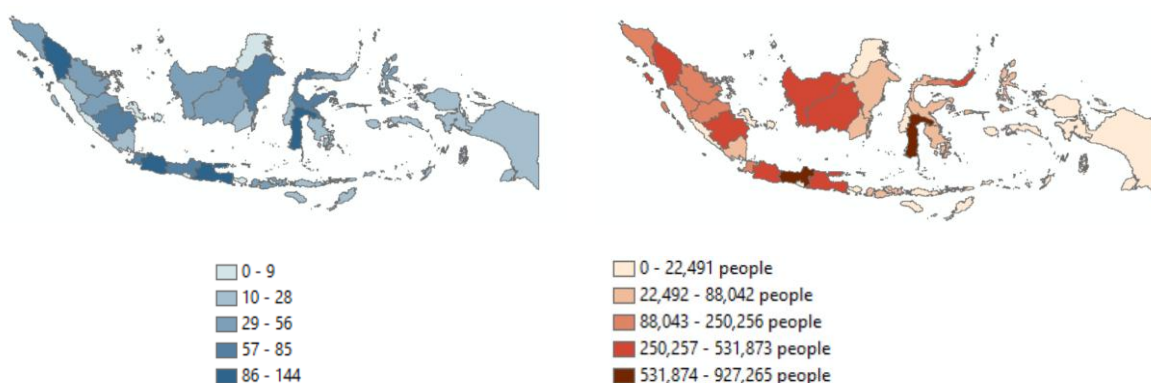 0 - 9
10 - 28
29 - 56
57 - 85
86 - 144
0 - 22,491 people
22,492 - 88,042 people
88,043 - 250,256 people
250,257 - 531,873 people
531,874 - 927,265 people